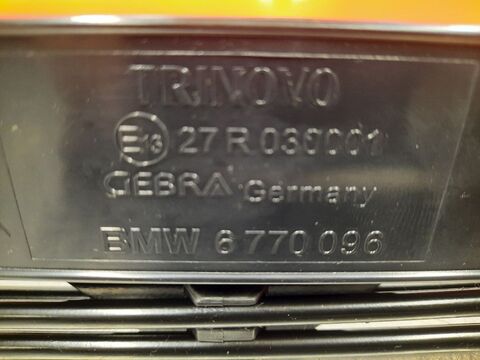 TRINOVO
E13 27 R 030001
GEBRA Germany
BMW 6 770 096